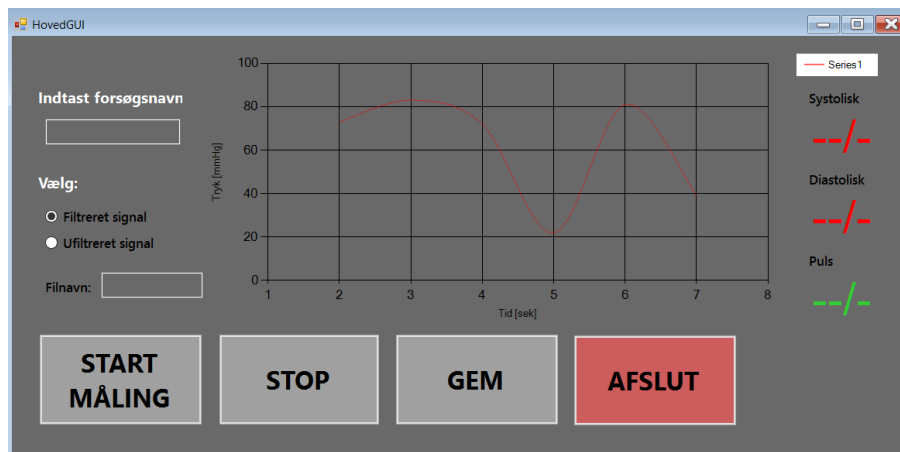 HovedGUI
Indtast forsøgsnavn
Vælg:
Filtreret signal
Ufiltreret signal
Filnavn:
Tryk [mmHg]
100
80
60
40
20
0
1 2 3 4 5 6 7 8
Tid [sek]
Series1
Systolisk
--/-
Diastolisk
--/-
Puls
--/-
START
MÅLING
STOP
GEM
AFSLUT